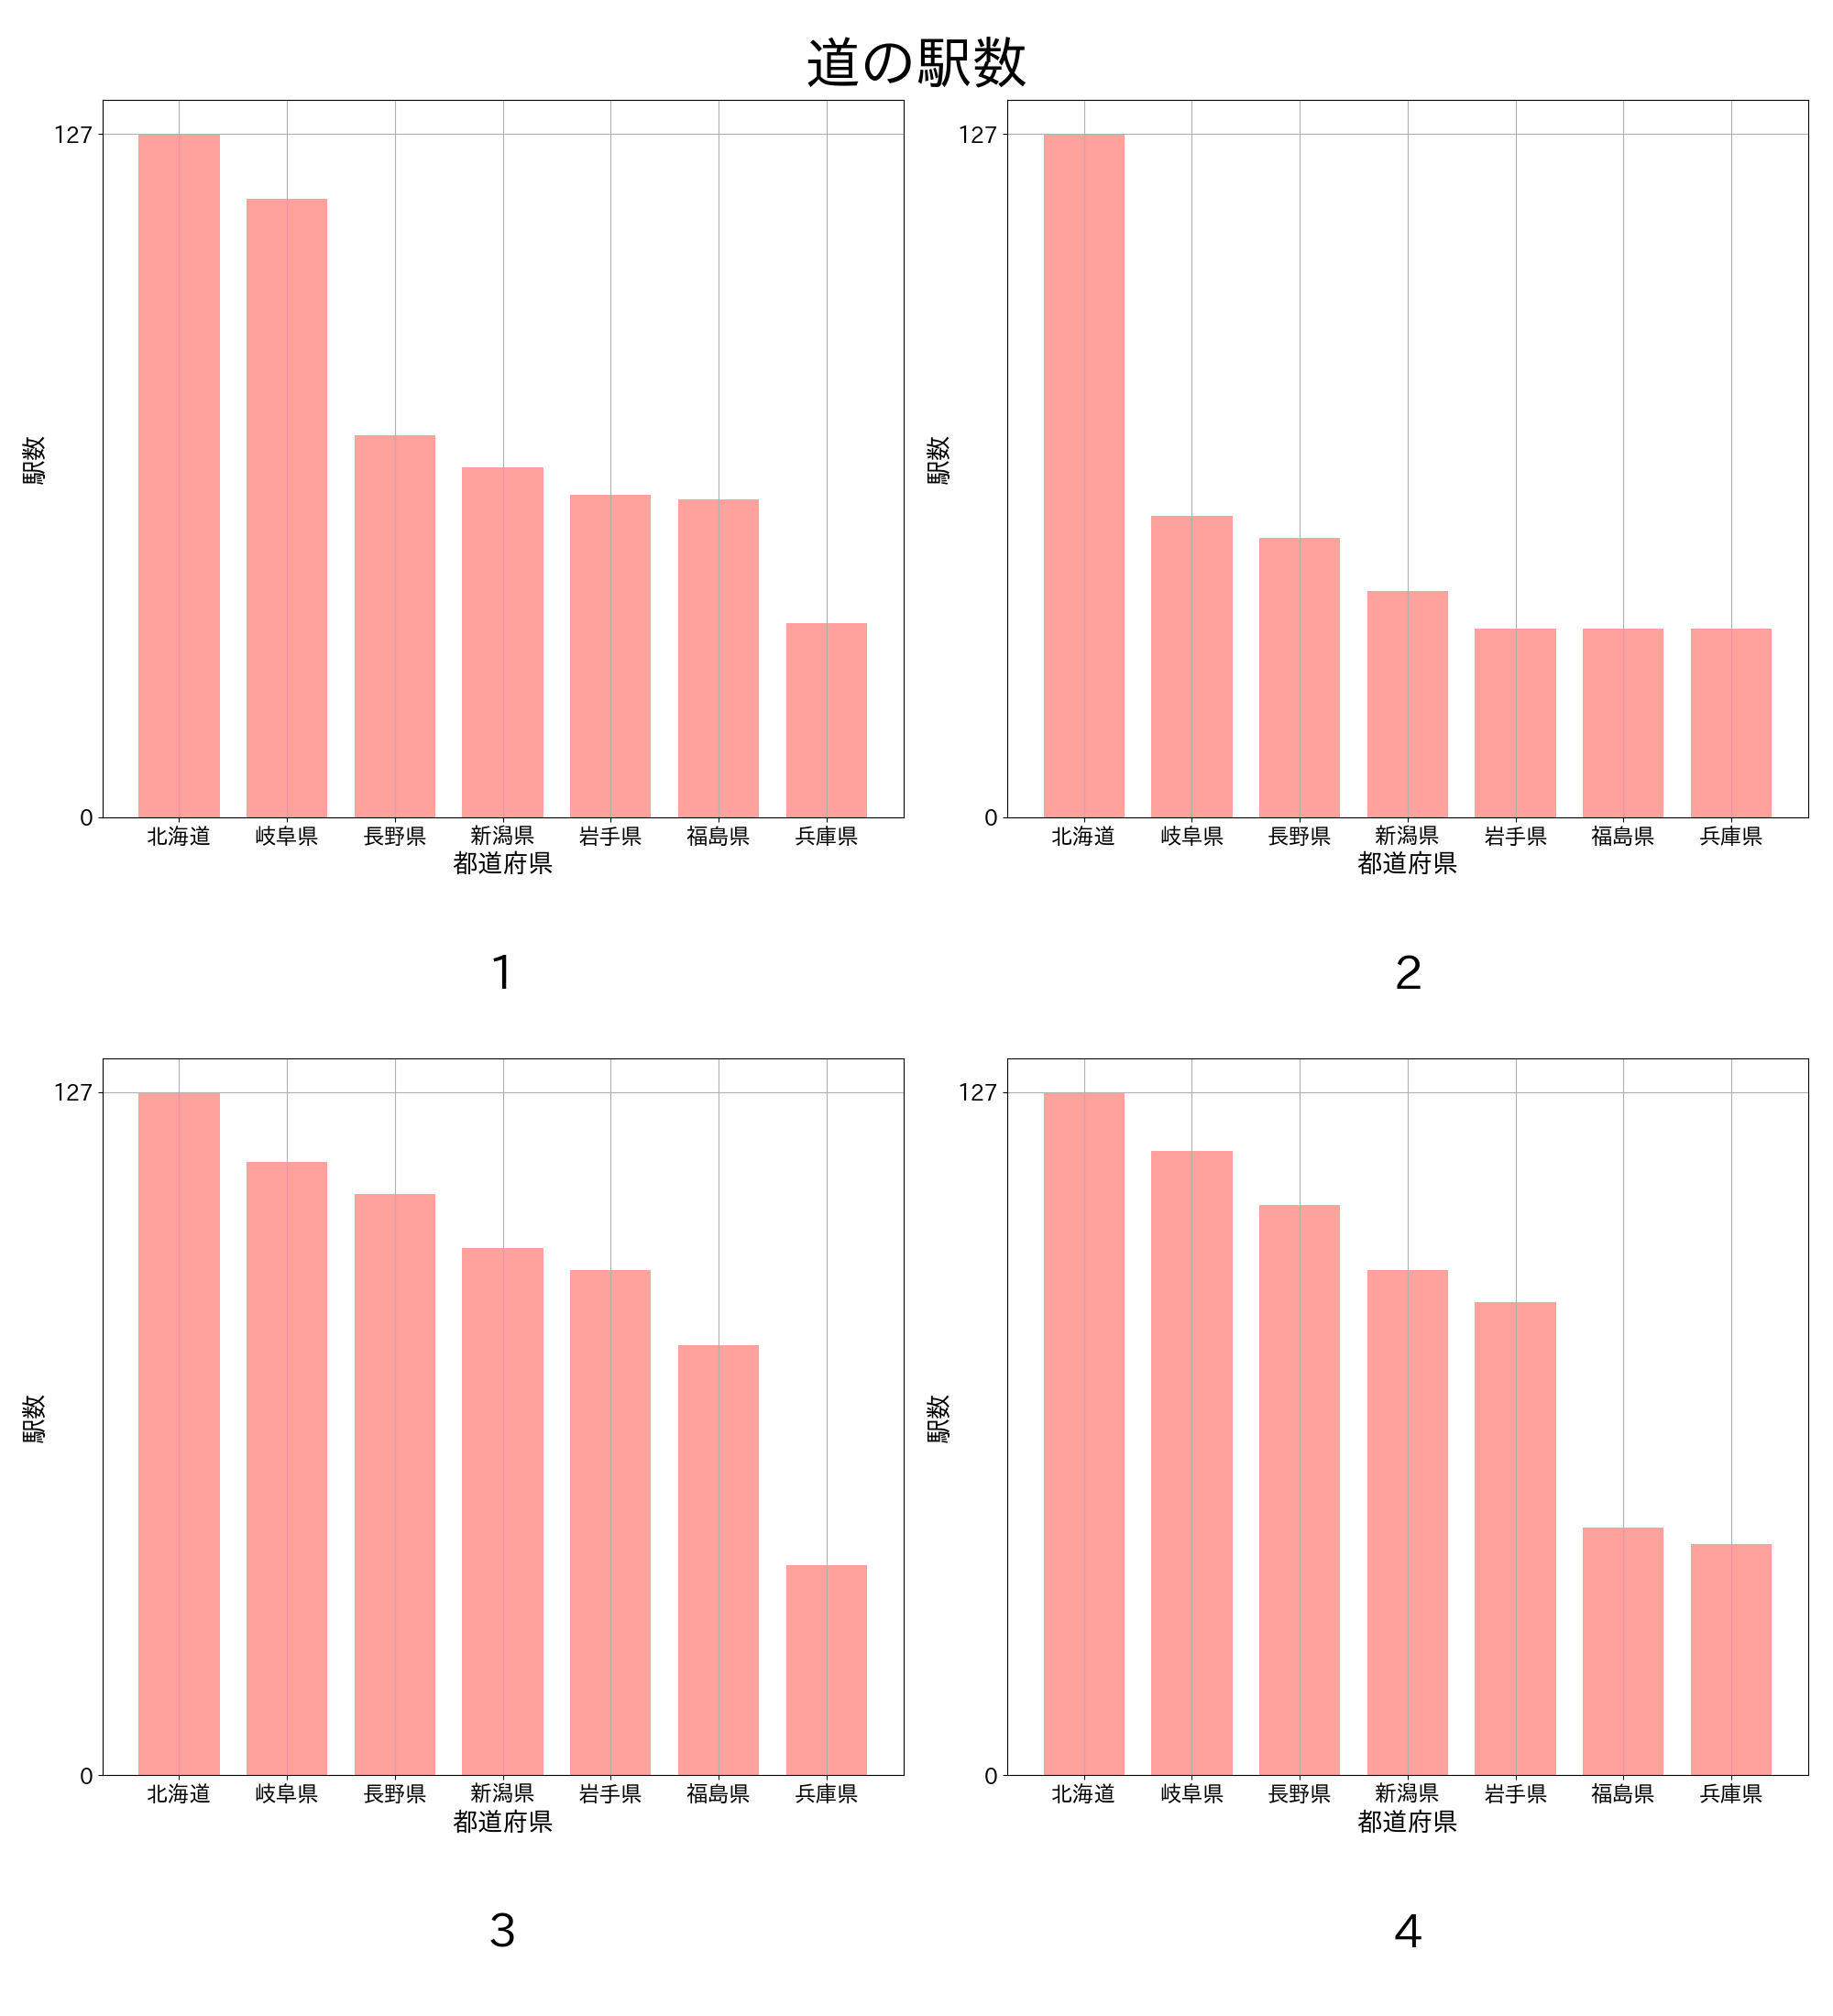 道の駅数
127
0
駅数
北海道 岐阜県 長野県 新潟県 岩手県 福島県 兵庫県
都道府県
1
127
0
駅数
北海道 岐阜県 長野県 新潟県 岩手県 福島県 兵庫県
都道府県
2
127
0
駅数
北海道 岐阜県 長野県 新潟県 岩手県 福島県 兵庫県
都道府県
3
127
0
駅数
北海道 岐阜県 長野県 新潟県 岩手県 福島県 兵庫県
都道府県
4